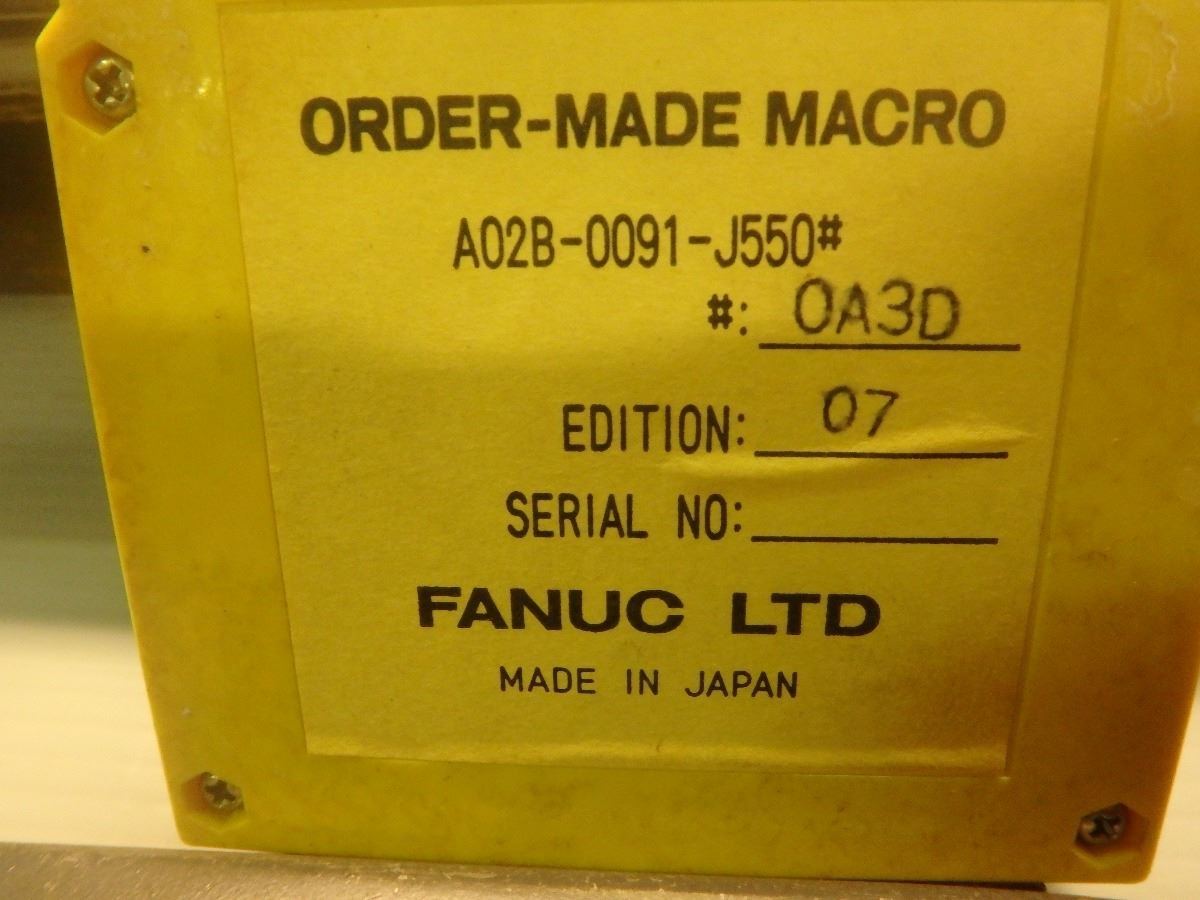 ORDER-MADE MACRO
A02B-0091-J550#
#: 0A3D
EDITION: 07
SERIAL NO:
FANUC LTD
MADE IN JAPAN